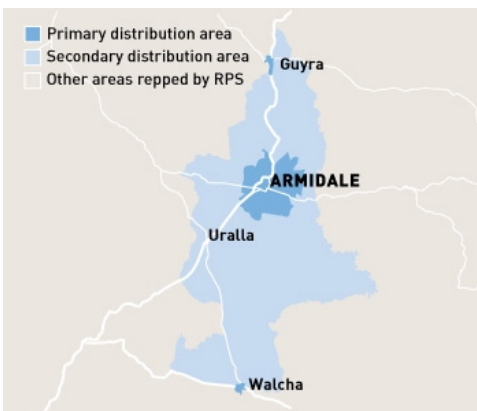 Primary distribution area
Secondary distribution area
Other areas repped by RPS
Guyra
ARMIDALE
Uralla
Walcha